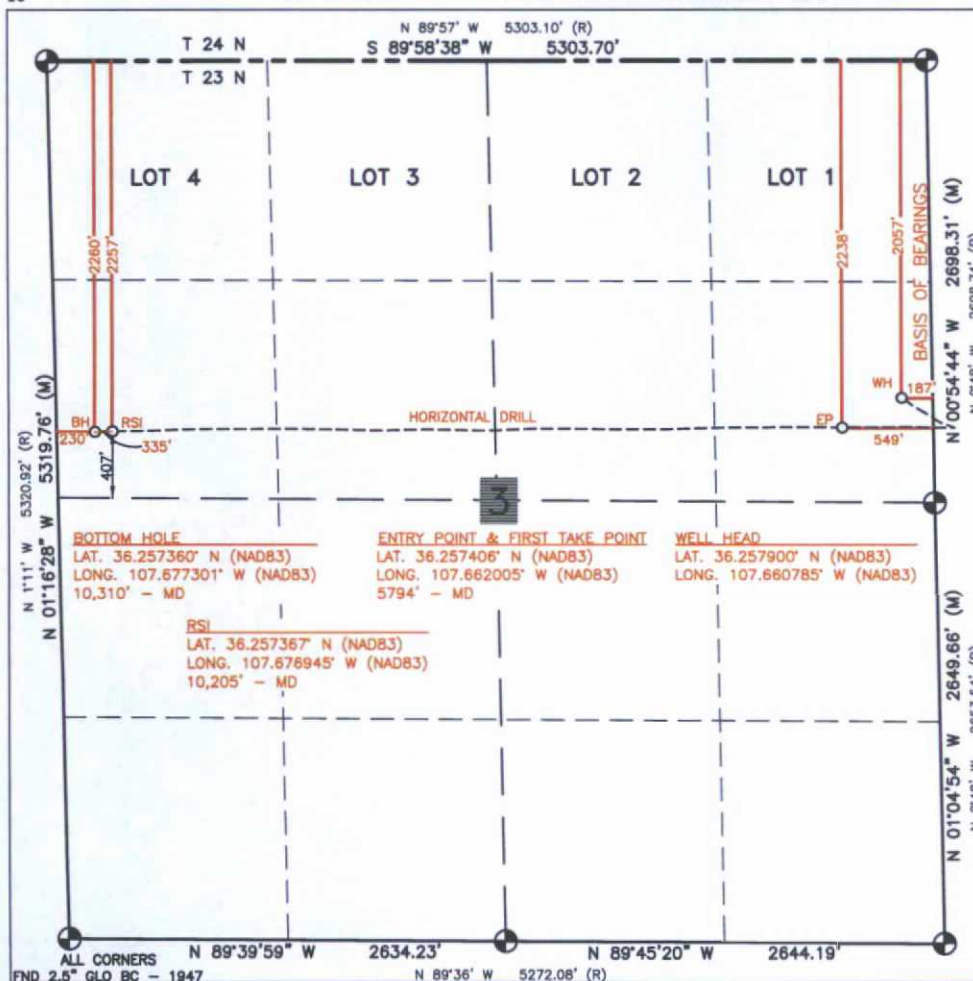 N 89°57' W 5303.10' (R)
S 89°58'38" W 5303.70'
T 24 N
T 23 N
LOT 4
LOT 3
LOT 2
LOT 1
2260'
2257'
2238'
2057'
BASIS OF BEARINGS
N 00°54'44" W 2698.31' (M)
WH
187'
BH
RSI
HORIZONTAL DRILL
EP
230'
335'
549'
407'
N 1°11' W 5320.92' (R)
N 01°16'28" W 5319.76' (M)
3
BOTTOM HOLE
LAT. 36.257360° N (NAD83)
LONG. 107.677301° W (NAD83)
10,310' - MD
ENTRY POINT & FIRST TAKE POINT
LAT. 36.257406° N (NAD83)
LONG. 107.662005° W (NAD83)
5794' - MD
WELL HEAD
LAT. 36.257900° N (NAD83)
LONG. 107.660785° W (NAD83)
RSI
LAT. 36.257367° N (NAD83)
LONG. 107.676945° W (NAD83)
10,205' - MD
N 01°04'54" W 2649.66' (M)
N 89°39'59" W 2634.23'
N 89°45'20" W 2644.19'
ALL CORNERS
FND 2.5" GLO BC - 1947
N 89°36' W 5272.08' (R)